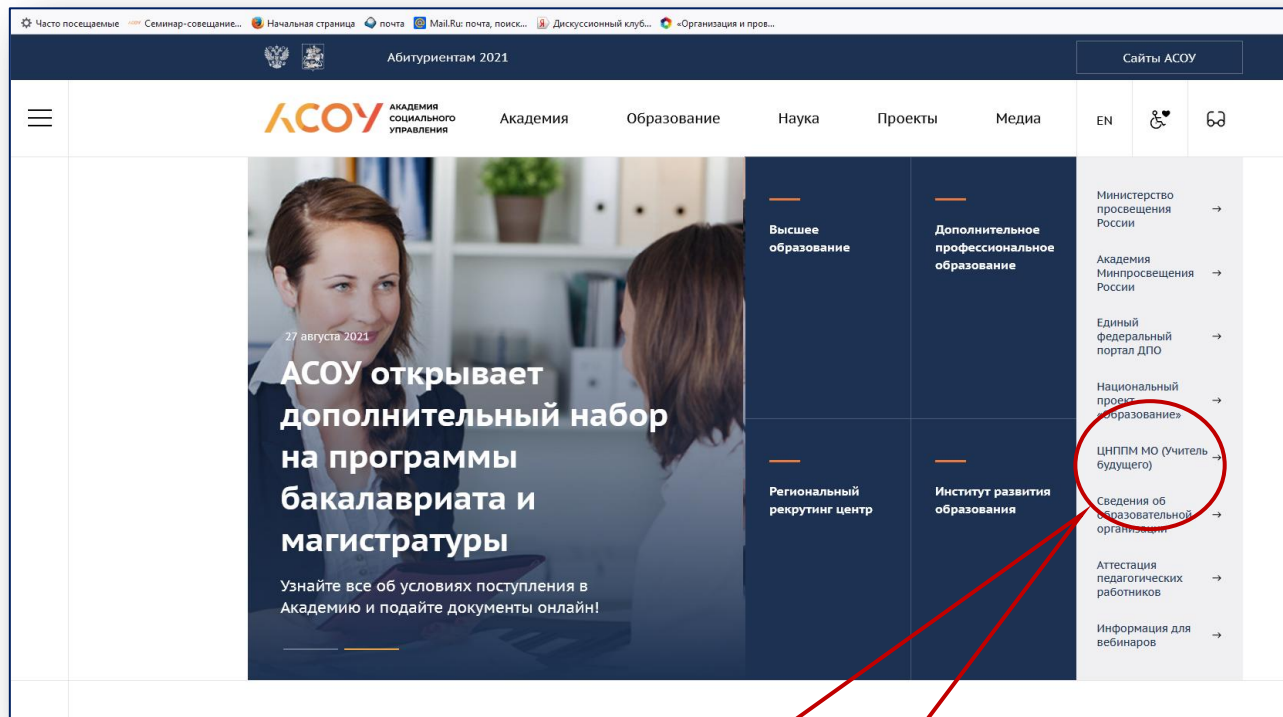 Часто посещаемые
Семинар-совещание...
Начальная страница
почта
Mail.Ru: почта, поиск...
Дискуссионный клуб...
«Организация и пров...
Абитуриентам 2021
Сайты АСОУ
АСОУ
АКАДЕМИЯ
СОЦИАЛЬНОГО
УПРАВЛЕНИЯ
Академия
Образование
Наука
Проекты
Медиа
EN
27 августа 2021
АСОУ открывает
дополнительный набор
на программы
бакалавриата и
магистратуры
Узнайте все об условиях поступления в
Академию и подайте документы онлайн!
Высшее
образование
Дополнительное
профессиональное
образование
Региональный
рекрутинг центр
Институт развития
образования
Министерство
просвещения
России
Академия
Минпросвещения
России
Единый
федеральный
портал ДПО
Национальный
проект
«Образование»
ЦНППМ МО (Учитель
будущего)
Сведения об
образовательной
организации
Аттестация
педагогических
работников
Информация для
вебинаров